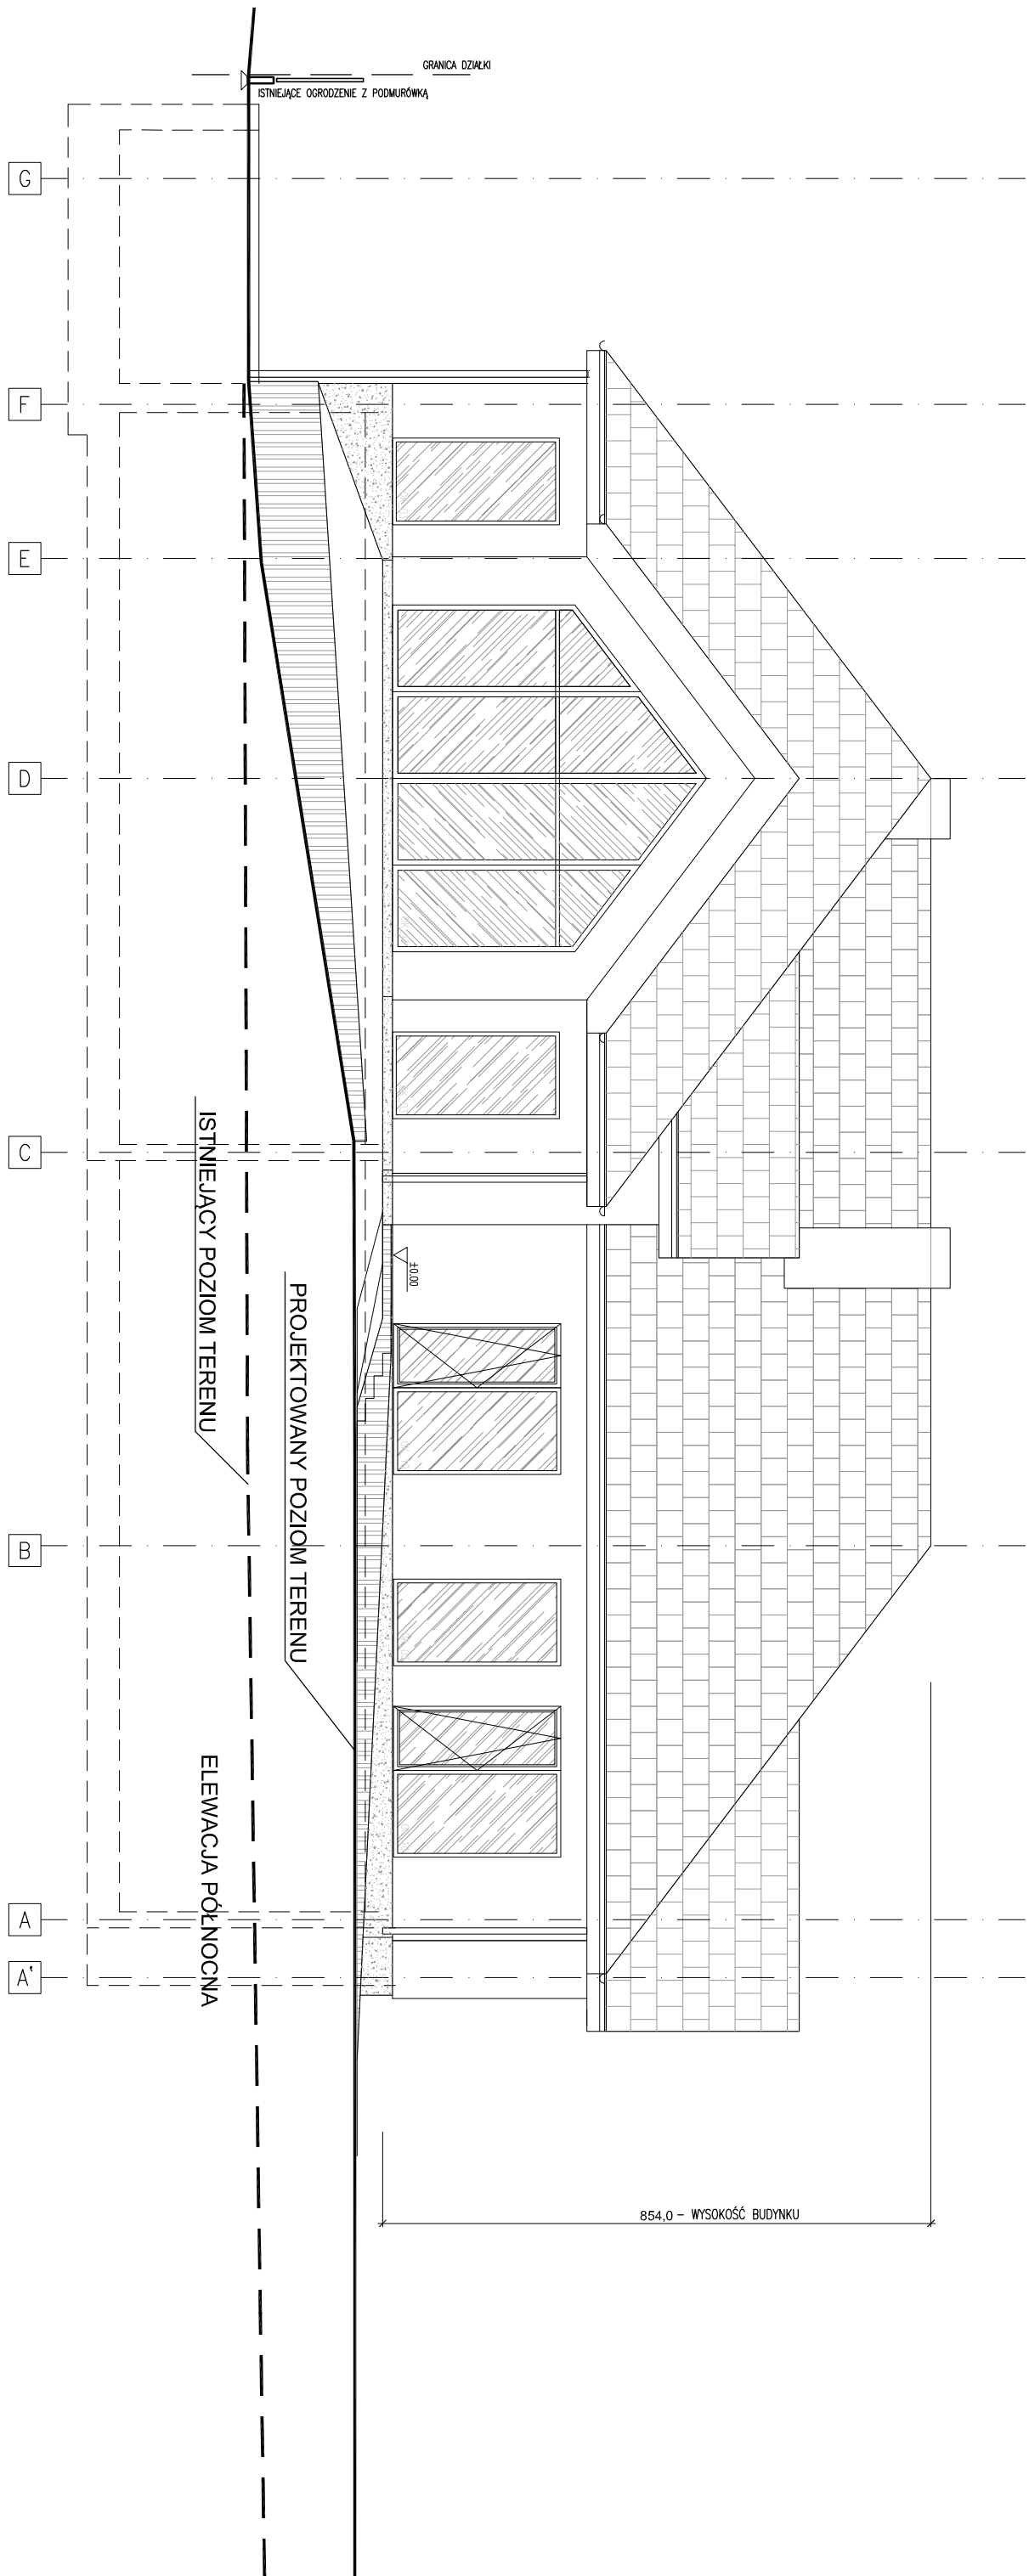 GRANICA DZIAŁKI
ISTNIEJĄCE OGRODZENIE Z PODMURÓWKĄ
G
F
E
D
C
ISTNIEJĄCY POZIOM TERENU
±0.00
PROJEKTOWANY POZIOM TERENU
B
ELEWACJA PÓŁNOCNA
A
A'
854,0 – WYSOKOŚĆ BUDYNKU